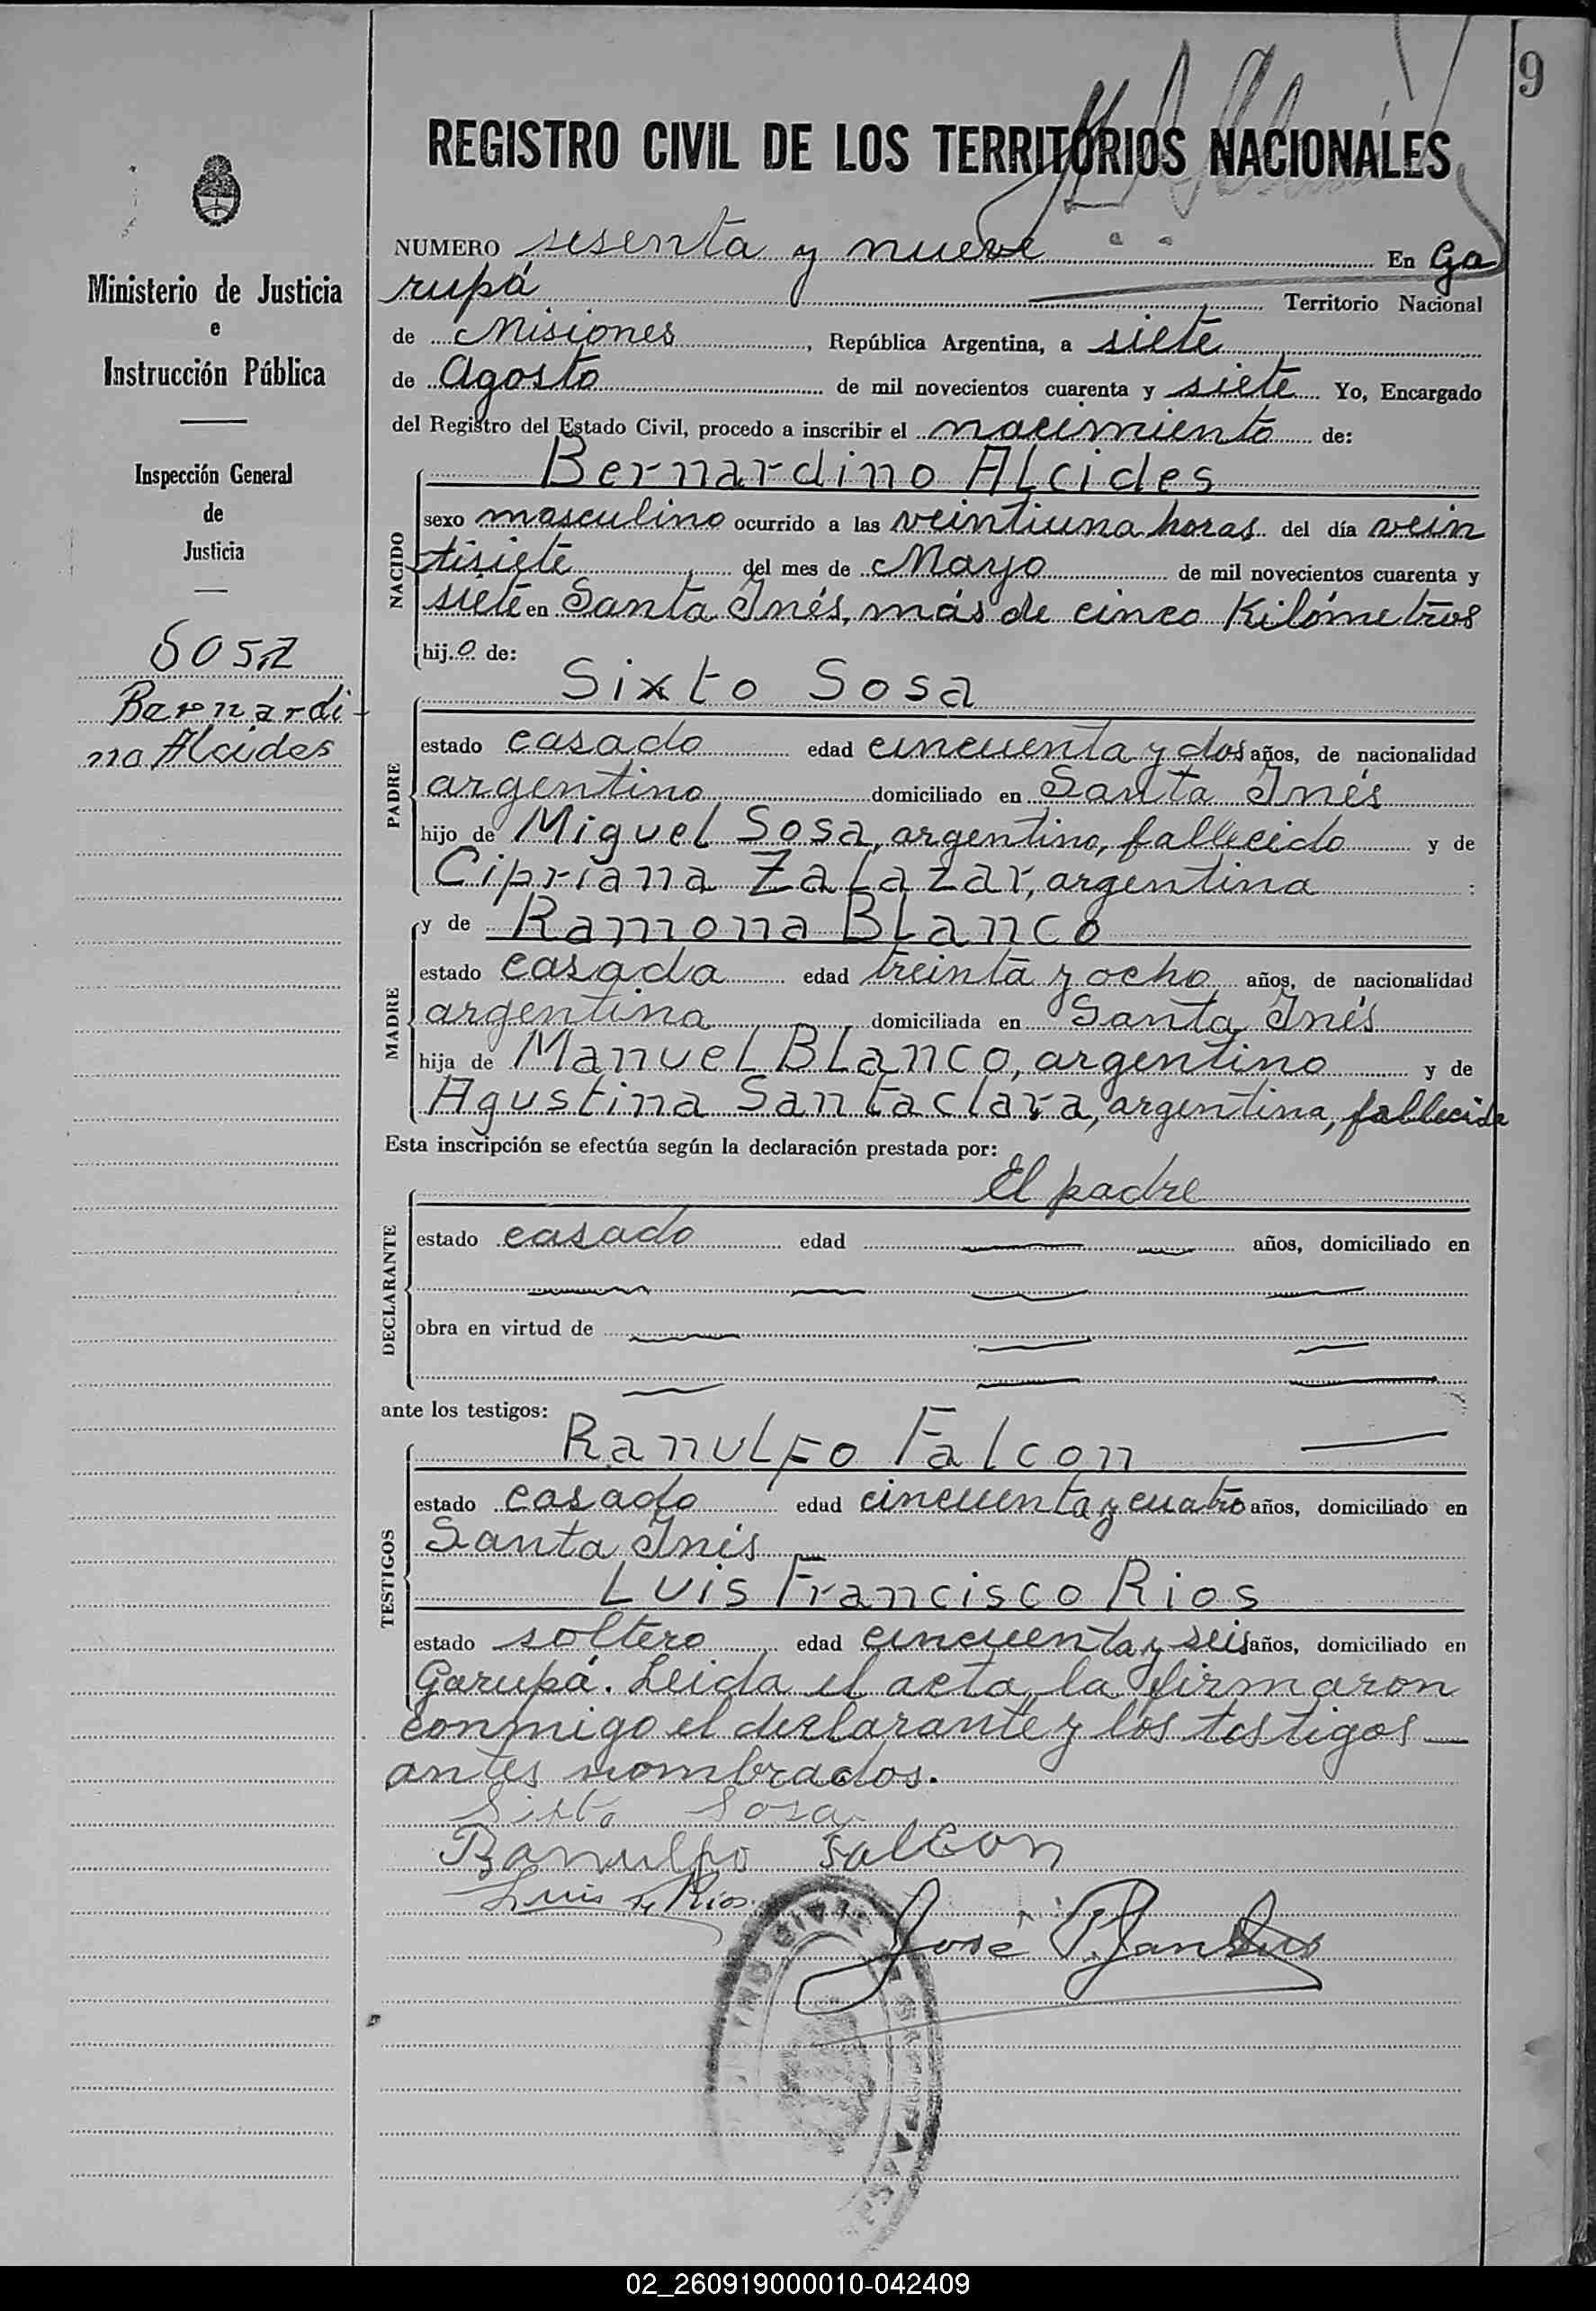 9
REGISTRO CIVIL DE LOS TERRITORIOS NACIONALES
Ministerio de Justicia
e
Instrucción Pública
Inspección General
de
Justicia
SOSA
Bernardi-
no Alcides
NUMERO sesenta y nueve En Ga
rupá Territorio Nacional
de Misiones, República Argentina, a siete
de Agosto de mil novecientos cuarenta y siete Yo, Encargado
del Registro del Estado Civil, procedo a inscribir el nacimiento de:
NACIDO
Bernardino Alcides
sexo masculino ocurrido a las veintiuna horas del día vein
tisiete del mes de Mayo de mil novecientos cuarenta y
siete en Santa Inés, más de cinco Kilómetros
hijo de:
PADRE
Sixto Sosa
estado casado edad cincuenta y dos años, de nacionalidad
argentino domiciliado en Santa Inés
hijo de Miguel Sosa, argentino, fallecido y de
Cipriana Zalazar, argentina :
MADRE
y de Ramona Blanco
estado casada edad treinta y ocho años, de nacionalidad
argentina domiciliada en Santa Inés
hija de Manuel Blanco, argentino y de
Agustina Santaclara, argentina, fallecida
Esta inscripción se efectúa según la declaración prestada por:
DECLARANTE
El padre
estado casado edad años, domiciliado en
obra en virtud de
ante los testigos:
TESTIGOS
Ranulfo Falcon
estado casado edad cincuenta y cuatro años, domiciliado en
Santa Inés
Luis Francisco Rios
estado soltero edad cincuenta y seis años, domiciliado en
Garupá. Leida el acta, la firmaron
conmigo el declarante y los testigos
antes nombrados.
Sixto Sosa
Ranulfo Falcon
Luis F. Rios
José
02_260919000010-042409